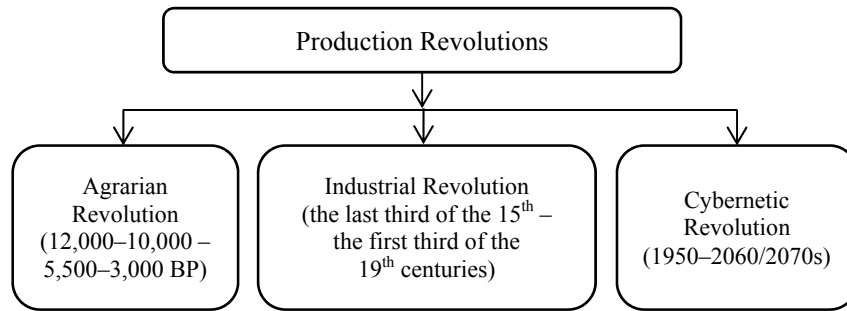 Production Revolutions
Agrarian
Revolution
(12,000–10,000 –
5,500–3,000 BP)
Industrial Revolution
(the last third of the 15th –
the first third of the
19th centuries)
Cybernetic
Revolution
(1950–2060/2070s)